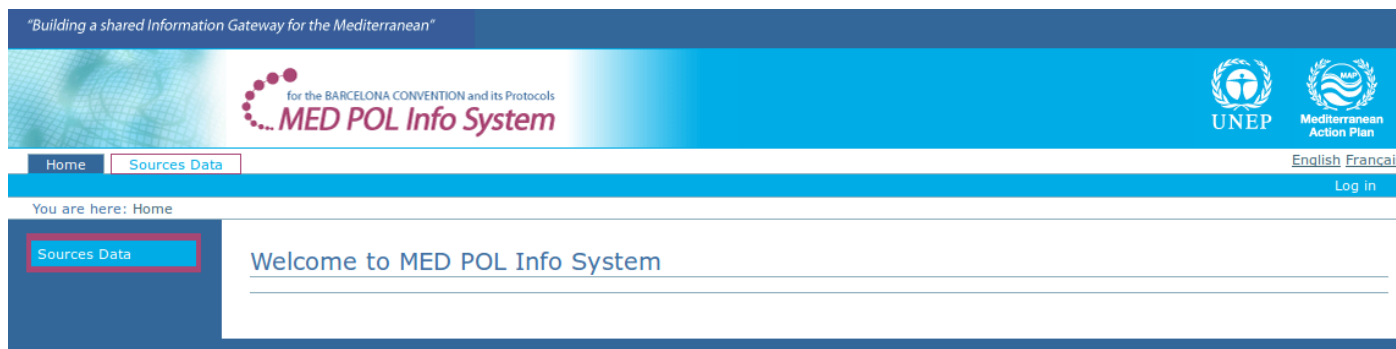 "Building a shared Information Gateway for the Mediterranean"
for the BARCELONA CONVENTION and its Protocols
MED POL Info System
UNEP
MAP
Mediterranean
Action Plan
Home Sources Data
English Françai
Log in
You are here: Home
Sources Data
Welcome to MED POL Info System